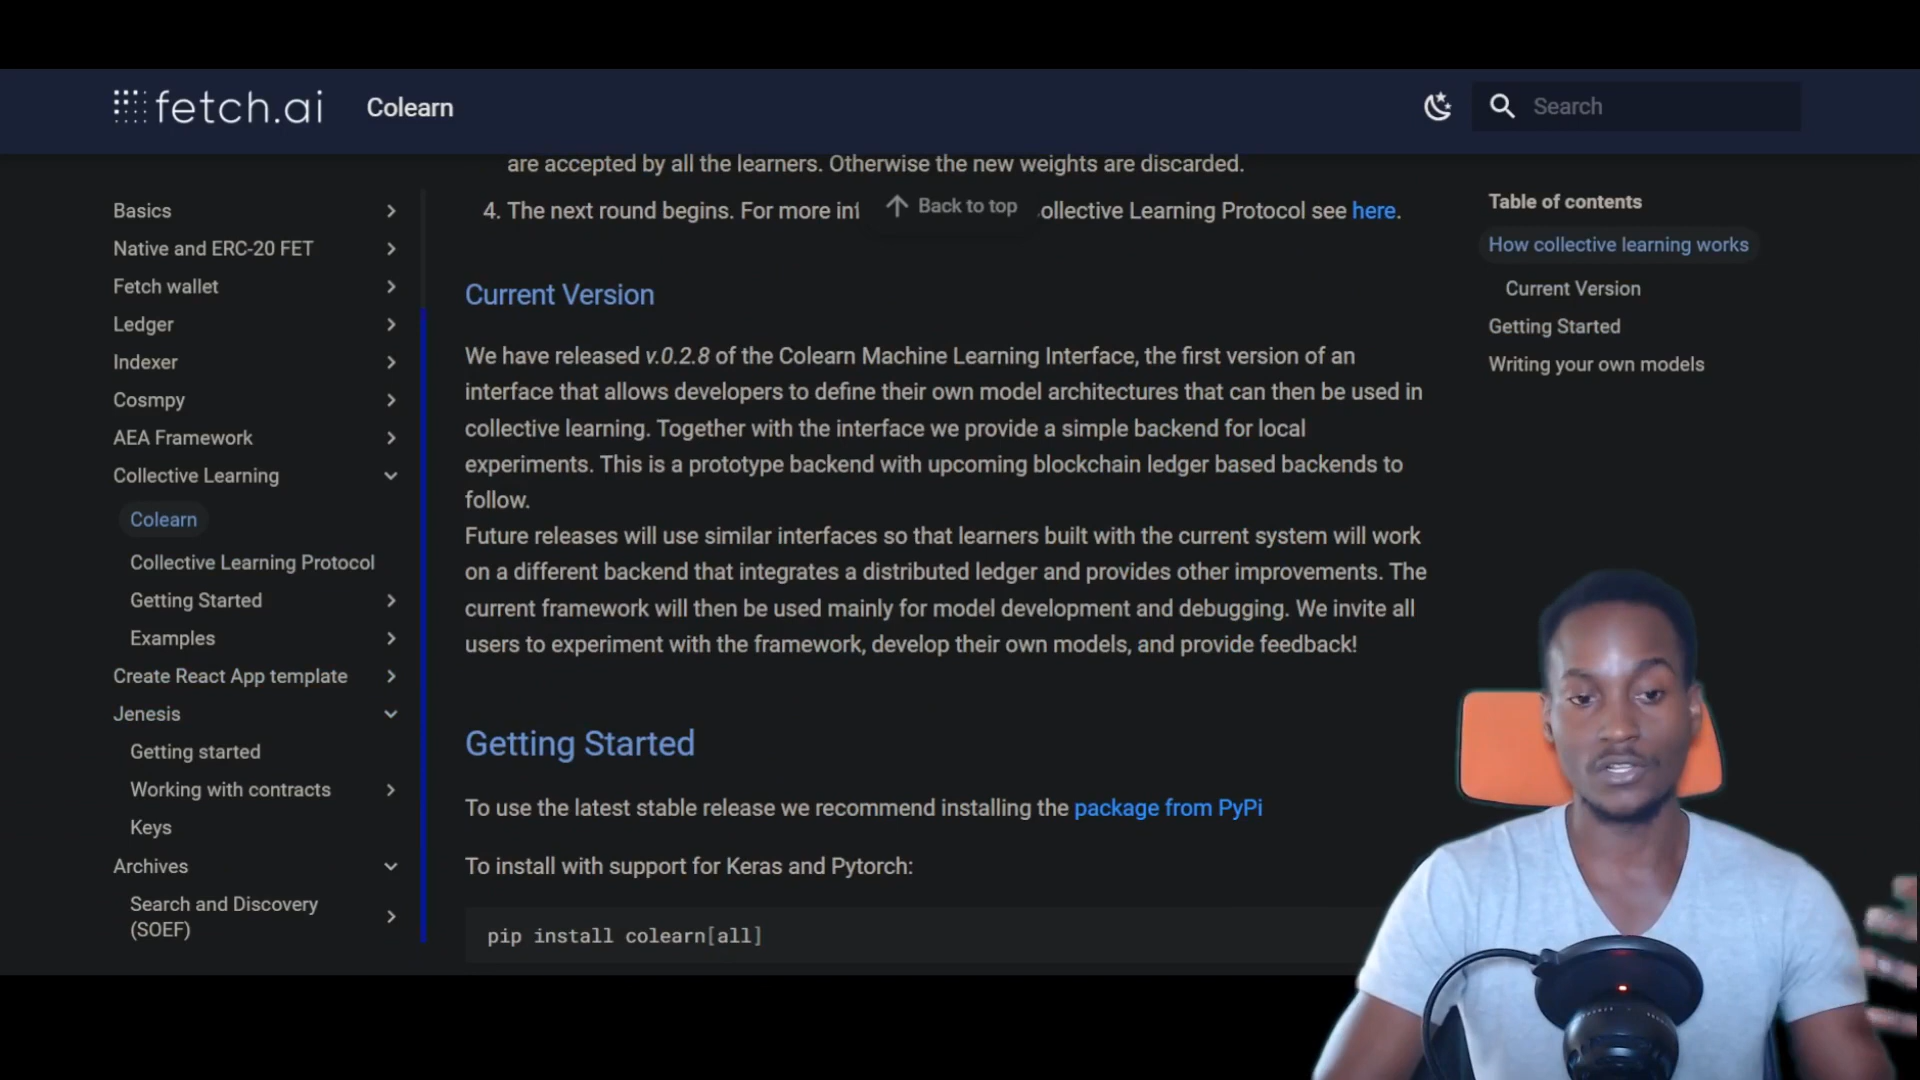 fetch.ai
Colearn
Search
are accepted by all the learners. Otherwise the new weights are discarded.
4. The next round begins. For more
Back to top
ollective Learning Protocol see here.
Basics
Native and ERC-20 FET
Fetch wallet
Ledger
Indexer
Cosmpy
AEA Framework
Collective Learning
Colearn
Collective Learning Protocol
Getting Started
Examples
Create React App template
Jenesis
Getting started
Working with contracts
Keys
Archives
Search and Discovery
(SOEF)
Current Version
We have released v.0.2.8 of the Colearn Machine Learning Interface, the first version of an
interface that allows developers to define their own model architectures that can then be used in
collective learning. Together with the interface we provide a simple backend for local
experiments. This is a prototype backend with upcoming blockchain ledger based backends to
follow.
Future releases will use similar interfaces so that learners built with the current system will work
on a different backend that integrates a distributed ledger and provides other improvements. The
current framework will then be used mainly for model development and debugging. We invite all
users to experiment with the framework, develop their own models, and provide feedback!
Getting Started
To use the latest stable release we recommend installing the package from PyPi
To install with support for Keras and Pytorch:
pip install colearn[all]
Table of contents
How collective learning works
Current Version
Getting Started
Writing your own models